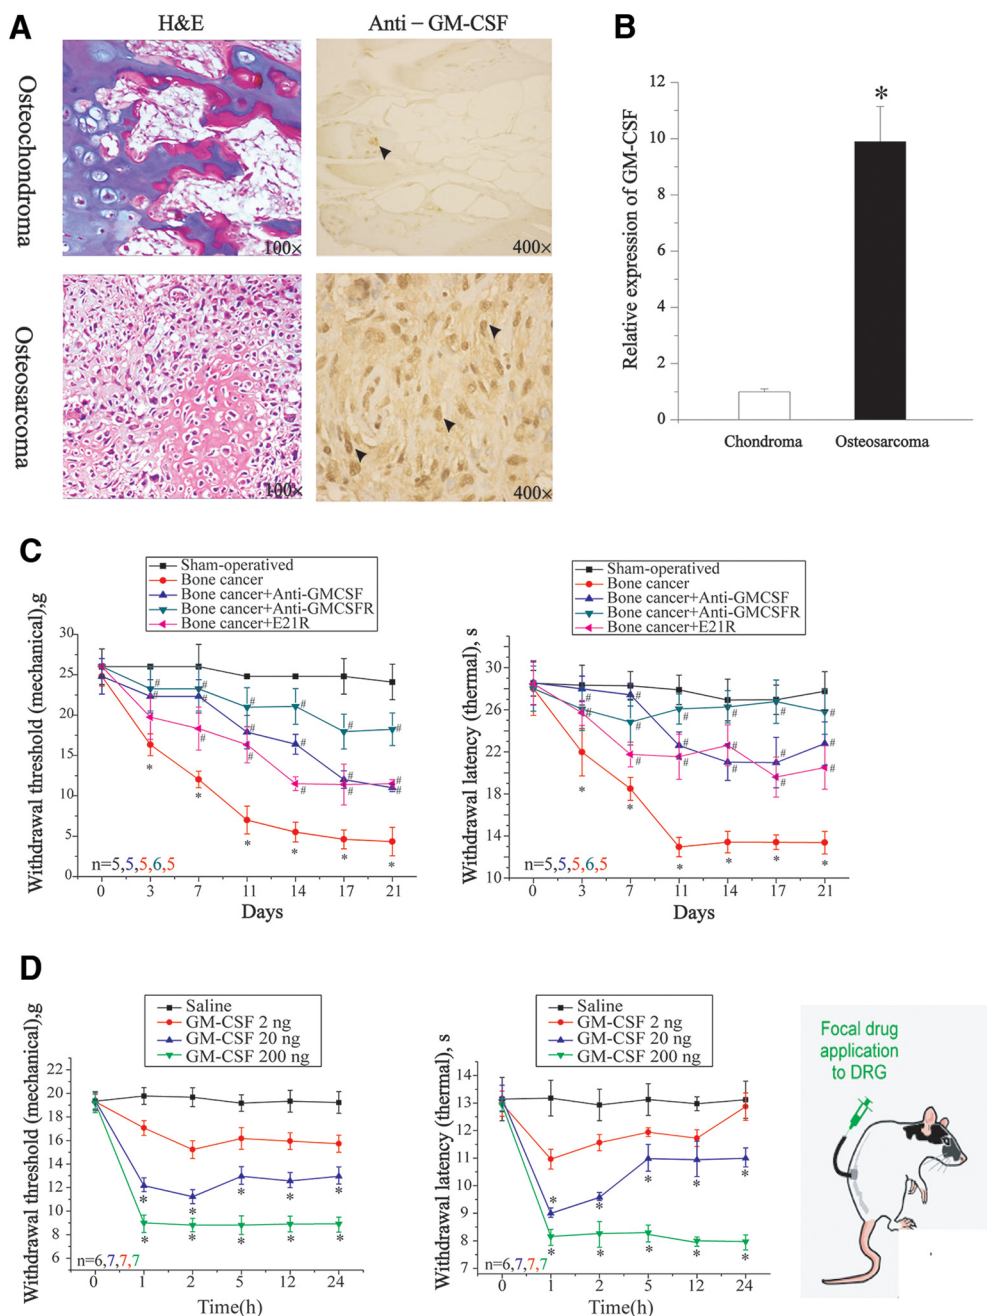 A
H&E
Anti – GM-CSF
Osteochondroma
100×
400×
Osteosarcoma
100×
400×
B
Relative expression of GM-CSF
12
10
8
6
4
2
0
*
Chondroma
Osteosarcoma
C
Sham-operatived
Bone cancer
Bone cancer+Anti-GMCSF
Bone cancer+Anti-GMCSFR
Bone cancer+E21R
Withdrawal threshold (mechanical),g
30
25
20
15
10
5
0
# # # # # #
# # # # # #
# # # # #
* * * * * *
n=5,5,5,6,5
0 3 7 11 14 17 21
Days
Sham-operatived
Bone cancer
Bone cancer+Anti-GMCSF
Bone cancer+Anti-GMCSFR
Bone cancer+E21R
Withdrawal latency (thermal), s
30
26
22
18
14
10
# # # # # #
# # # # # #
# # # # #
* * * * * *
n=5,5,5,6,5
0 3 7 11 14 17 21
Days
D
Saline
GM-CSF 2 ng
GM-CSF 20 ng
GM-CSF 200 ng
Withdrawal threshold (mechanical),g
22
20
18
16
14
12
10
8
6
* * * * *
* * * * *
n=6,7,7,7
0 1 2 5 12 24
Time(h)
Saline
GM-CSF 2 ng
GM-CSF 20 ng
GM-CSF 200 ng
Withdrawal latency (thermal), s
14
13
12
11
10
9
8
7
* * * * *
* * * * *
n=6,7,7,7
0 1 2 5 12 24
Time(h)
Focal drug
application
to DRG